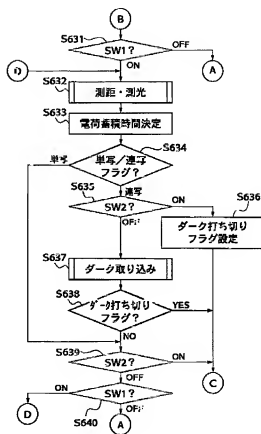 B
S631
SW1?
OFF
ON
A
D
S632
測距・測光
S633
電荷蓄積時間決定
S634
単写
単写/連写
フラグ?
連写
S635
SW2?
ON
S636
OFF
ダーク打ち切り
フラグ設定
S637
ダーク取り込み
S638
ダーク打ち切り
フラグ?
YES
NO
S639
SW2?
ON
OFF
C
ON
SW1?
D
S640
OFF
A